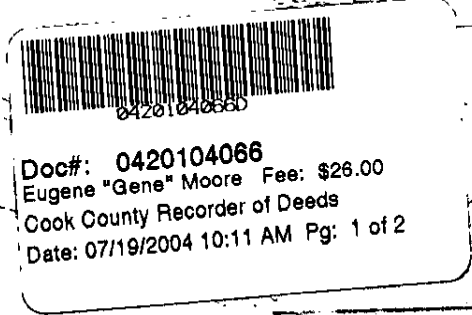 0420104066D
Doc#: 0420104066
Eugene "Gene" Moore Fee: $26.00
Cook County Recorder of Deeds
Date: 07/19/2004 10:11 AM Pg: 1 of 2